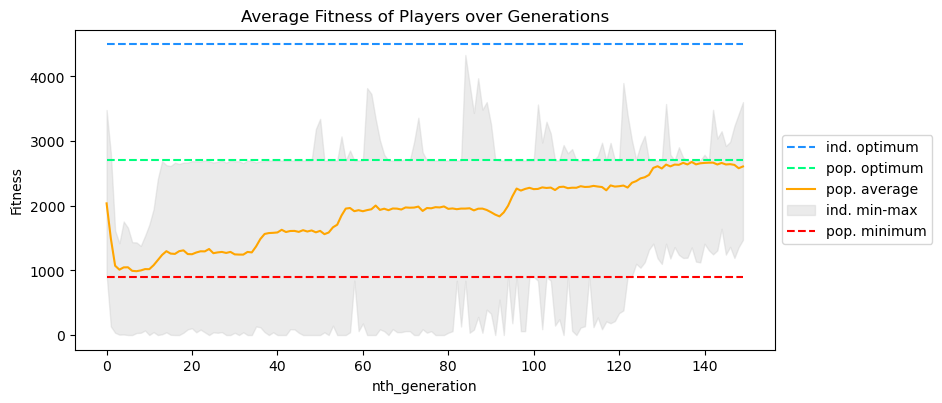 Average Fitness of Players over Generations
Fitness
4000
3000
2000
1000
0
0 20 40 60 80 100 120 140
nth_generation
ind. optimum
pop. optimum
pop. average
ind. min-max
pop. minimum